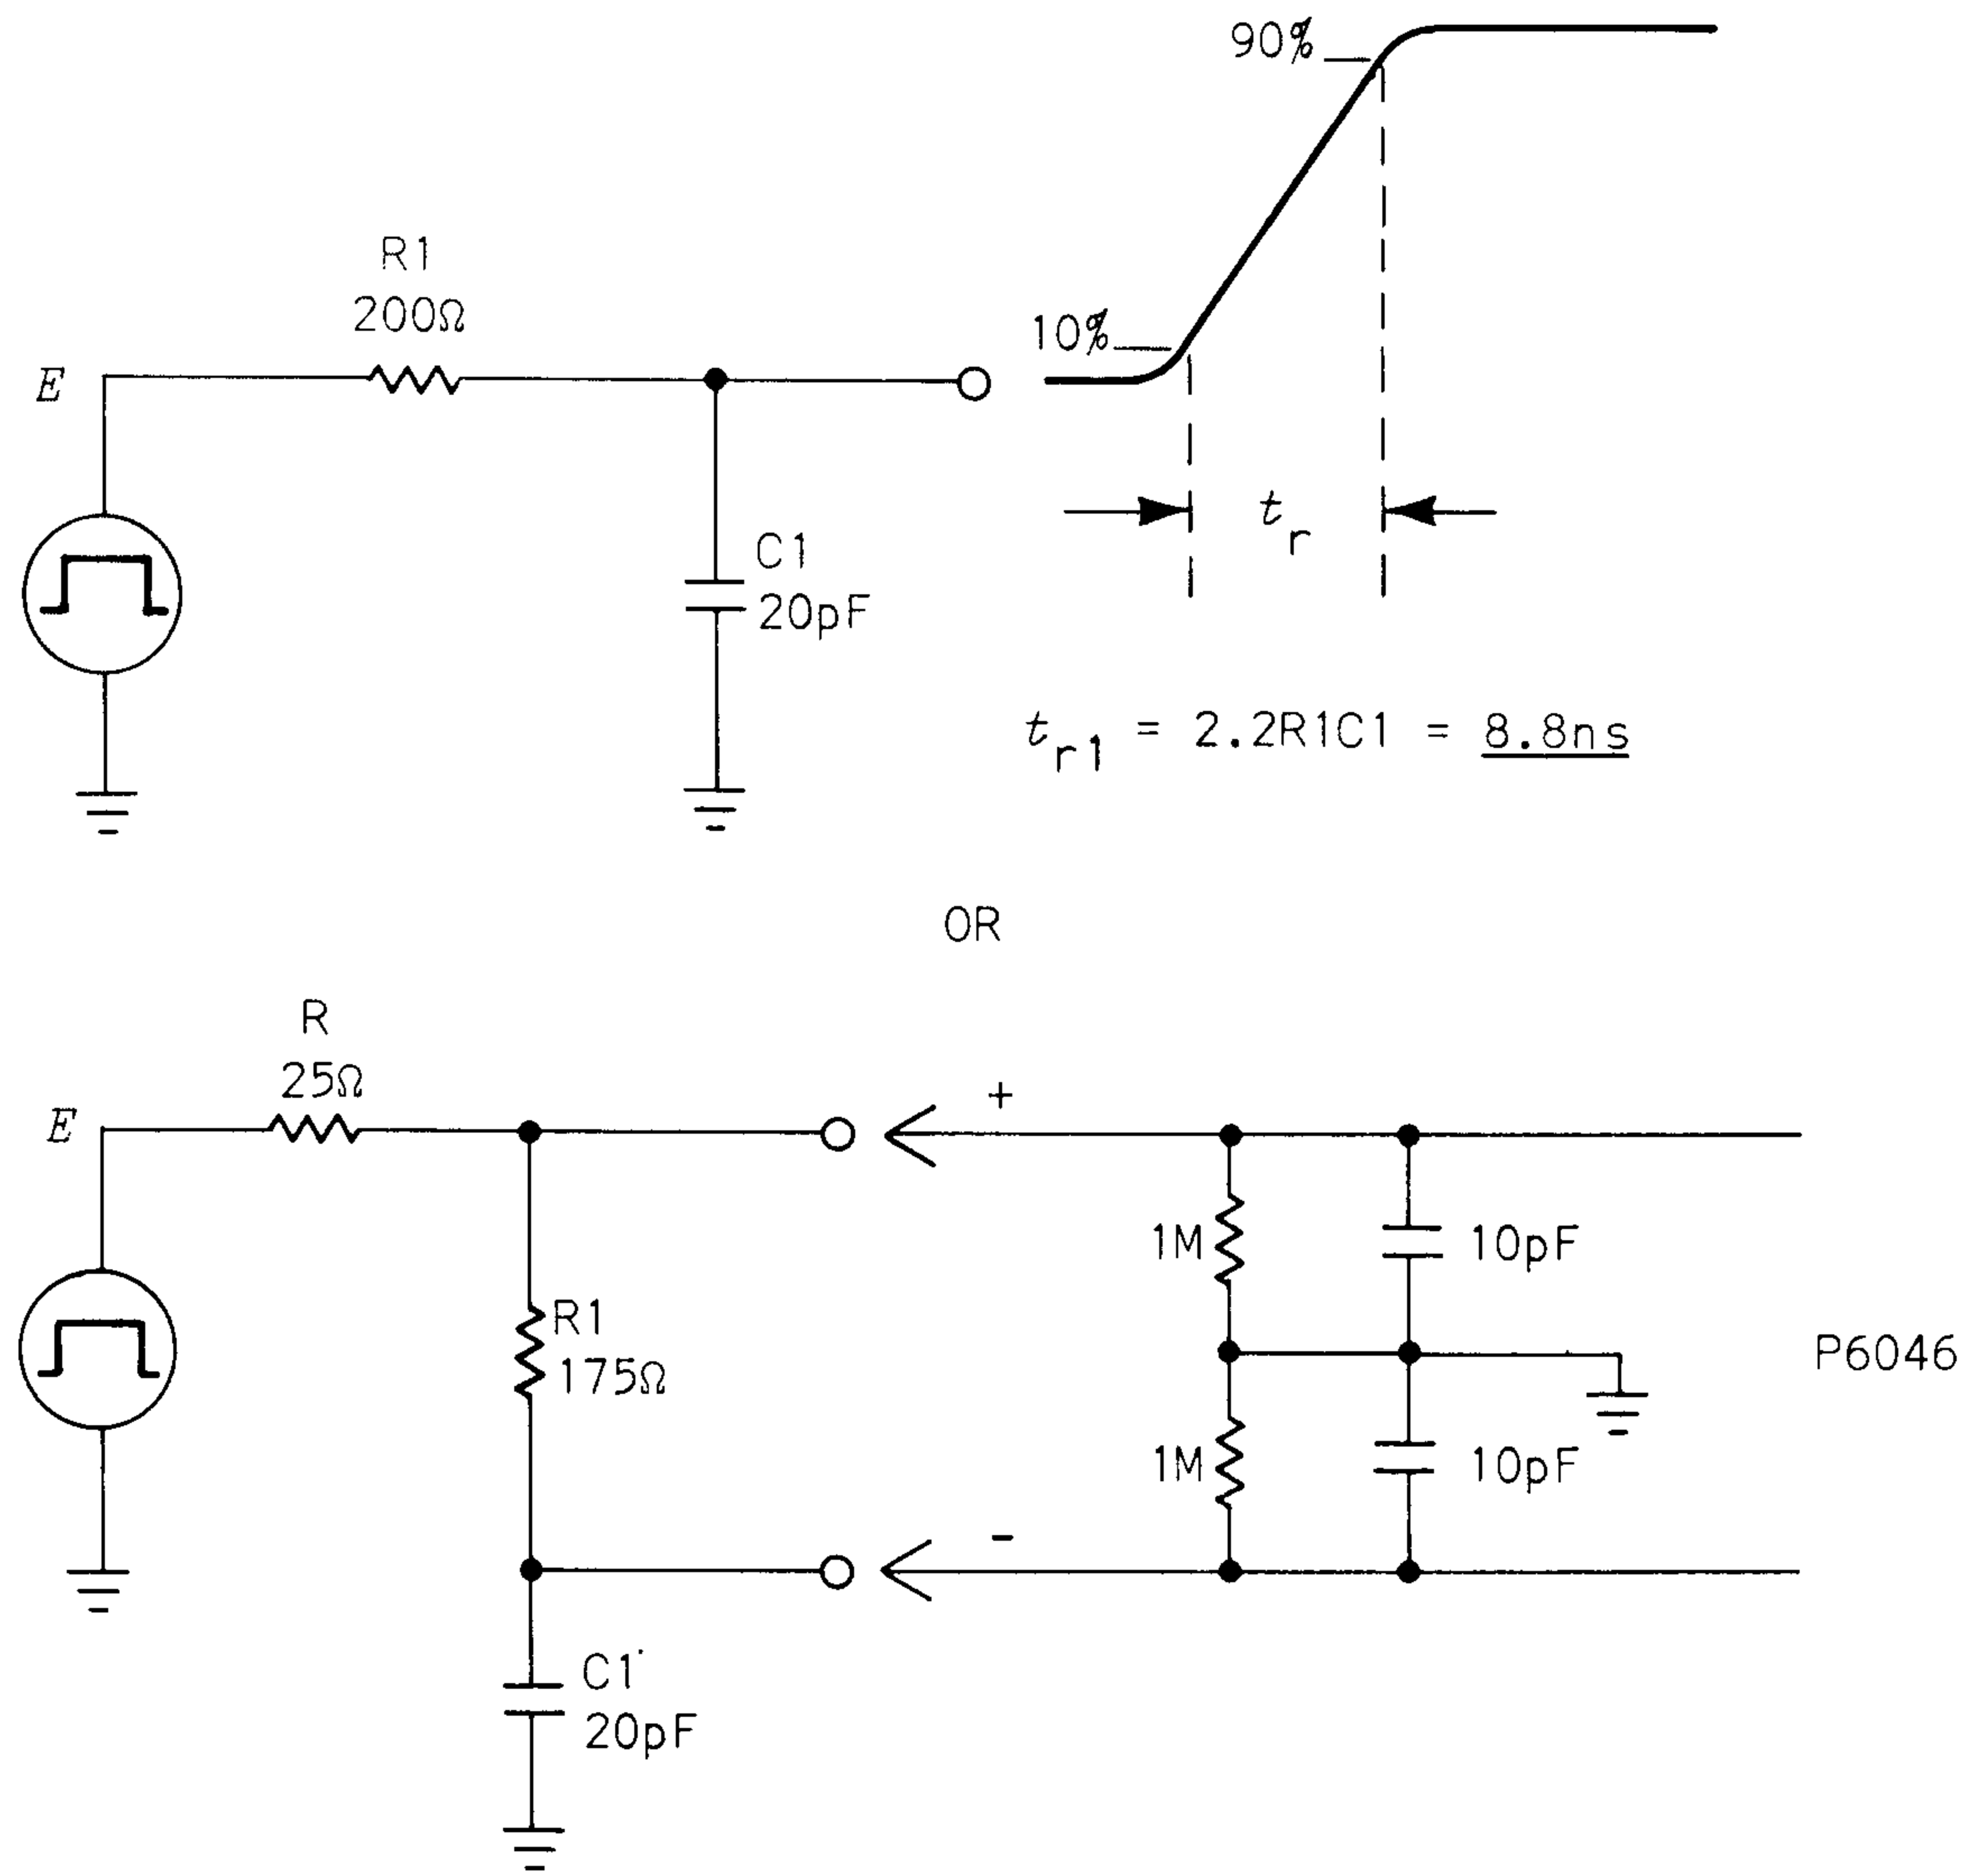 90%
R1
200Ω
10%
E
t r
C1
20pF
t r1 = 2.2R1C1 = 8.8ns
OR
R
25Ω
+
E
1M
10pF
R1
175Ω
P6046
1M
10pF
-
C1
20pF